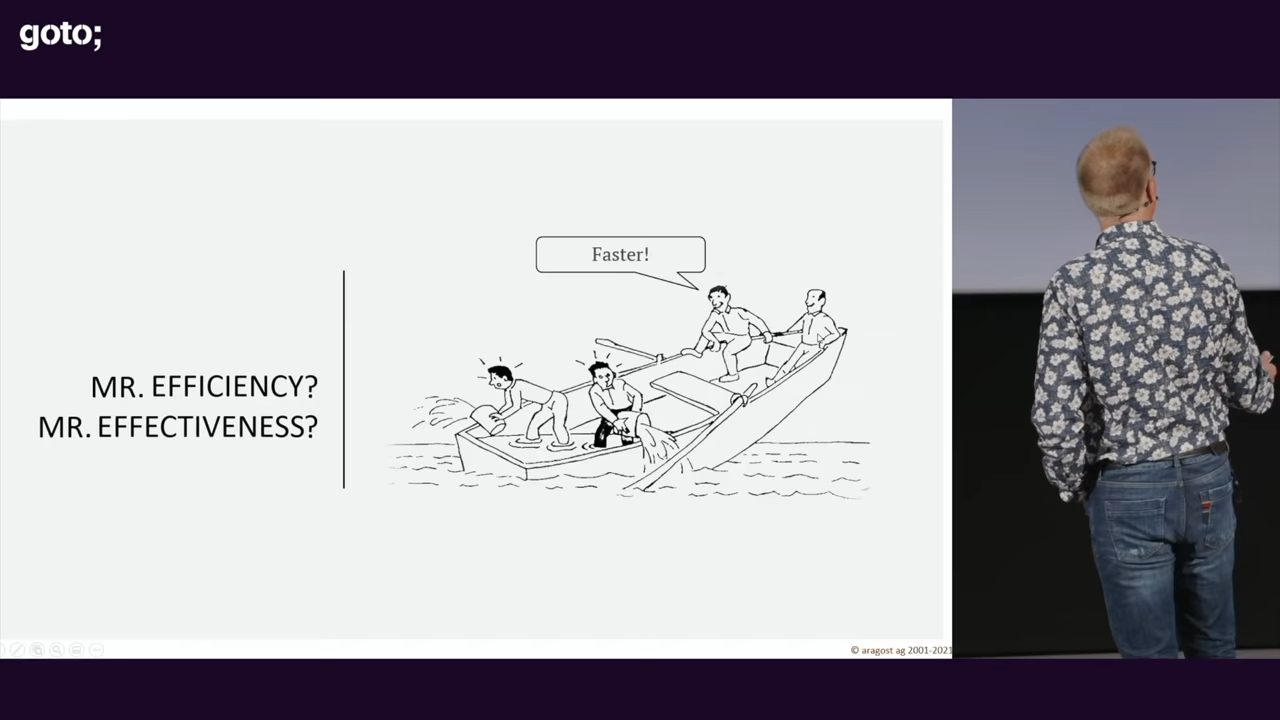 goto;
Faster!
MR. EFFICIENCY?
MR. EFFECTIVENESS?
© aragost ag 2001-2021